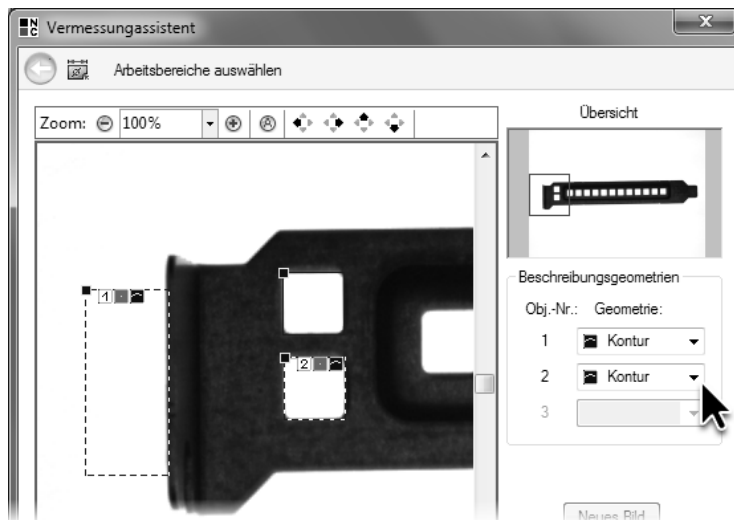 NC Vermessungassistent
Arbeitsbereiche auswählen
Zoom: 100%
Übersicht
1
2
Beschreibungsgeometrien
Obj.-Nr.: Geometrie:
1 Kontur
2 Kontur
3
Neues Bild